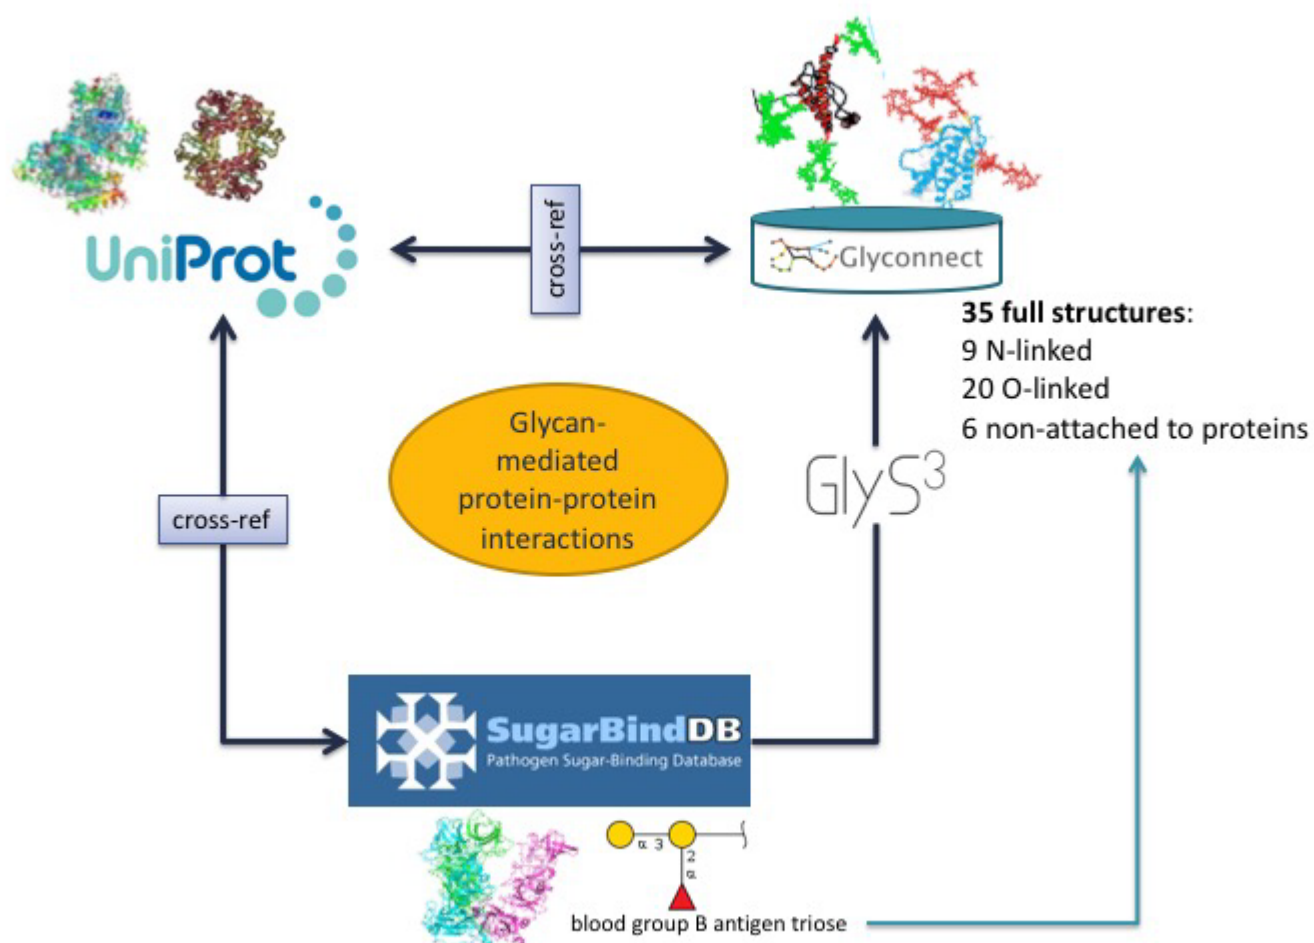 UniProt
cross-ref
Glyconnect
35 full structures:
9 N-linked
20 O-linked
6 non-attached to proteins
Glycan-
mediated
protein-protein
interactions
GlyS³
cross-ref
SugarBindDB
Pathogen Sugar-Binding Database
α 3
2
α
blood group B antigen triose